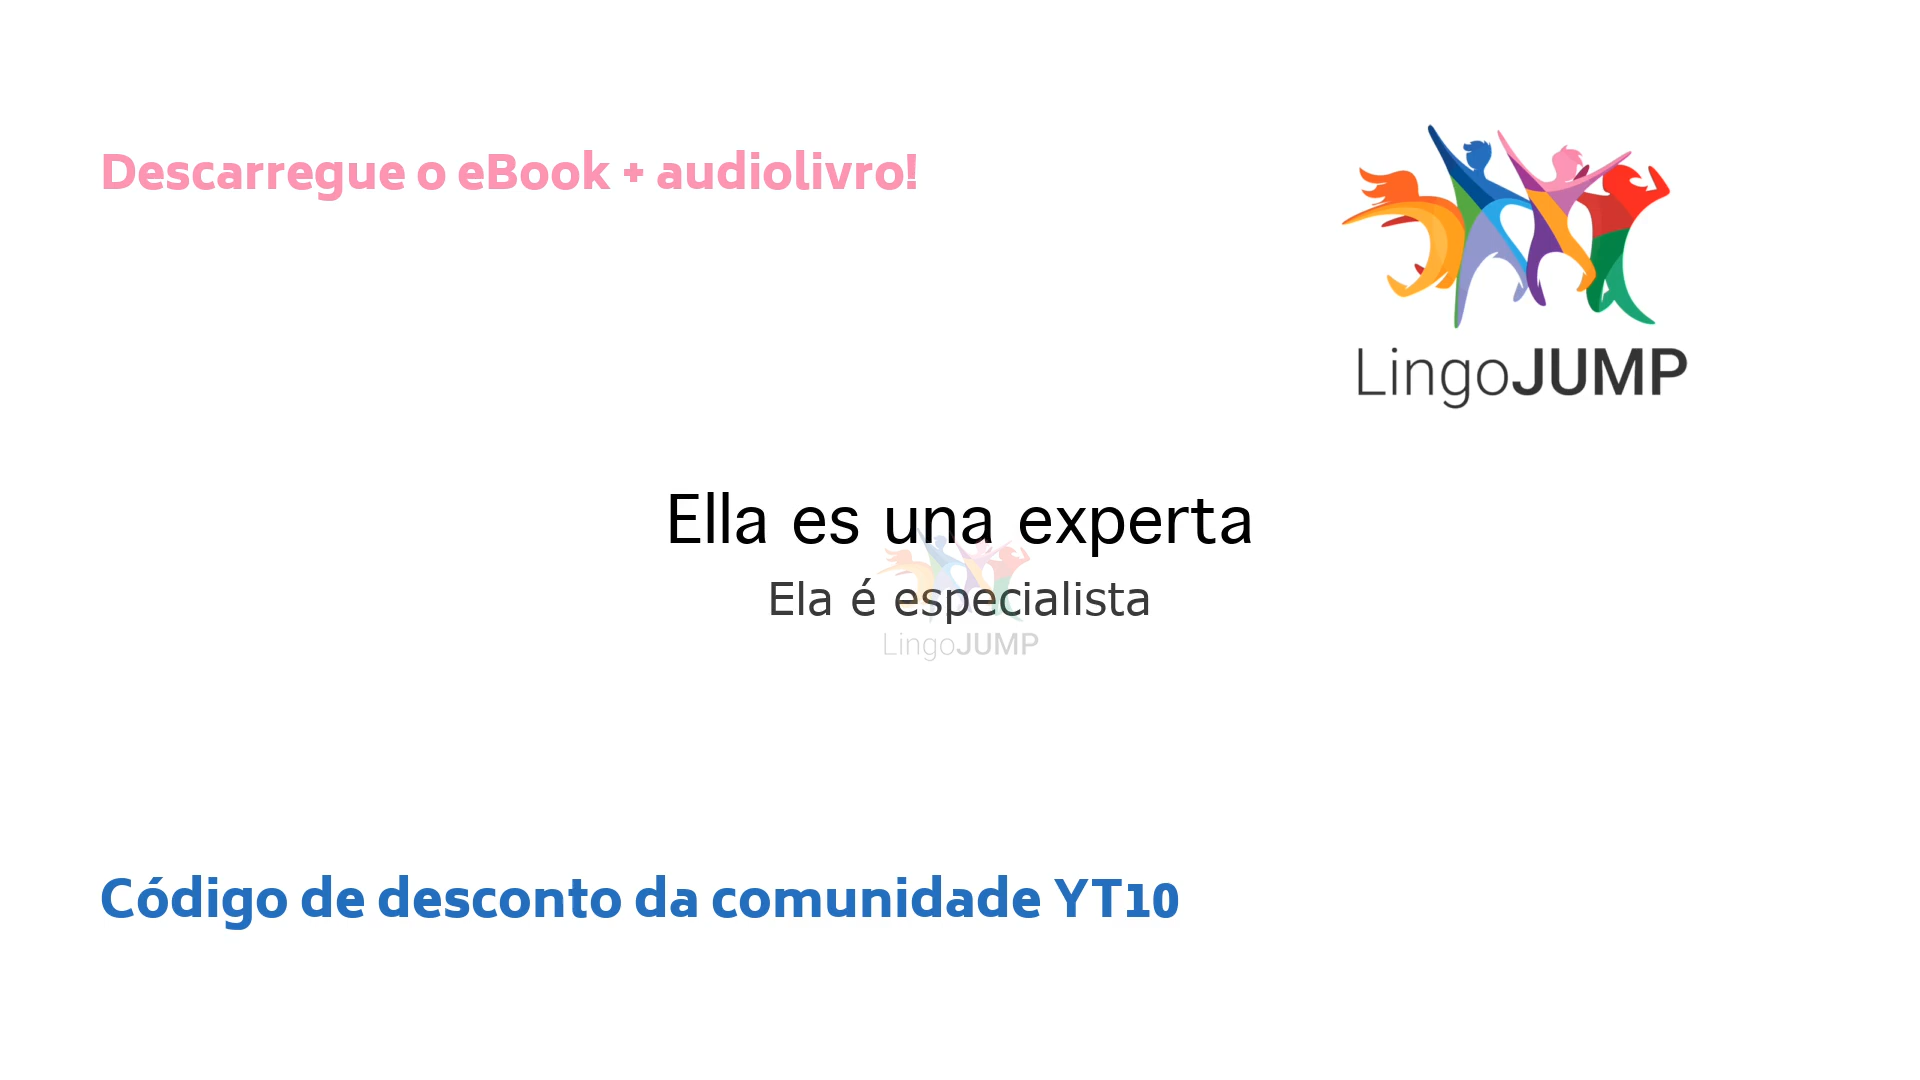 Descarregue o eBook + audiolivro!
LingoJUMP
Ella es una experta
Ela é especialista
LingoJUMP
Código de desconto da comunidade YT10